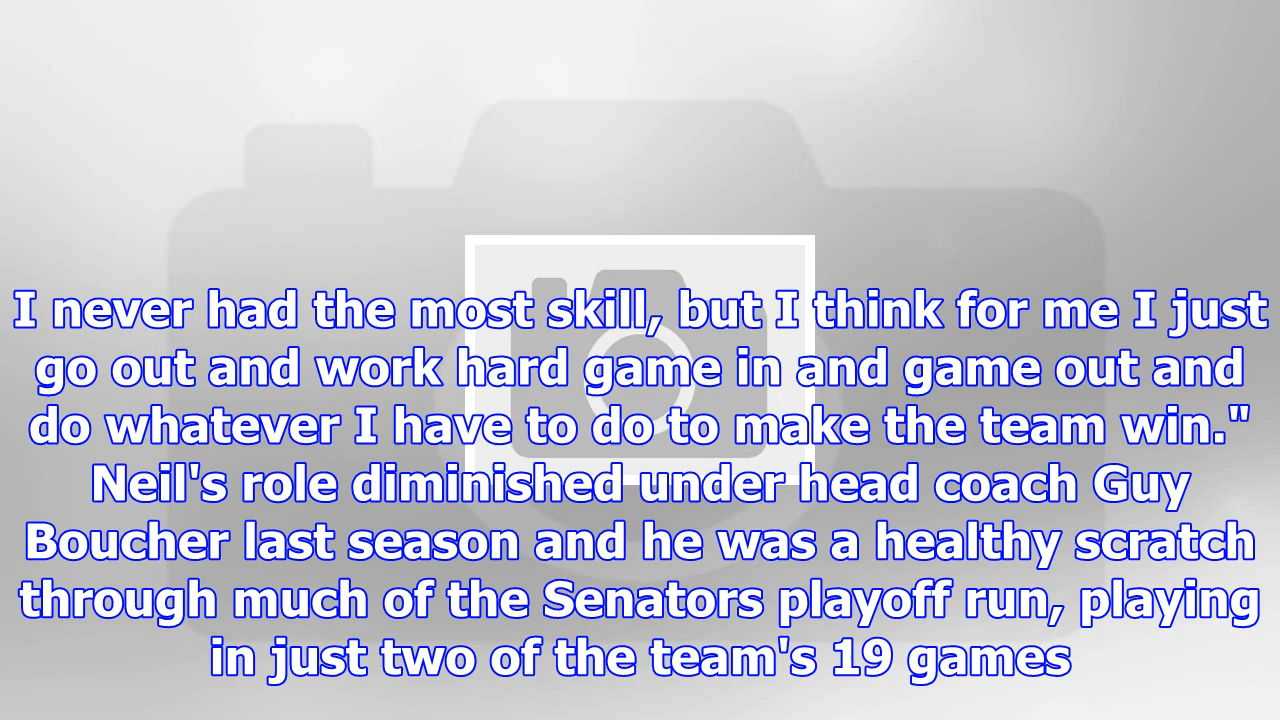 I never had the most skill, but I think for me I just
go out and work hard game in and game out and
do whatever I have to do to make the team win."
Neil's role diminished under head coach Guy
Boucher last season and he was a healthy scratch
through much of the Senators playoff run, playing
in just two of the team's 19 games